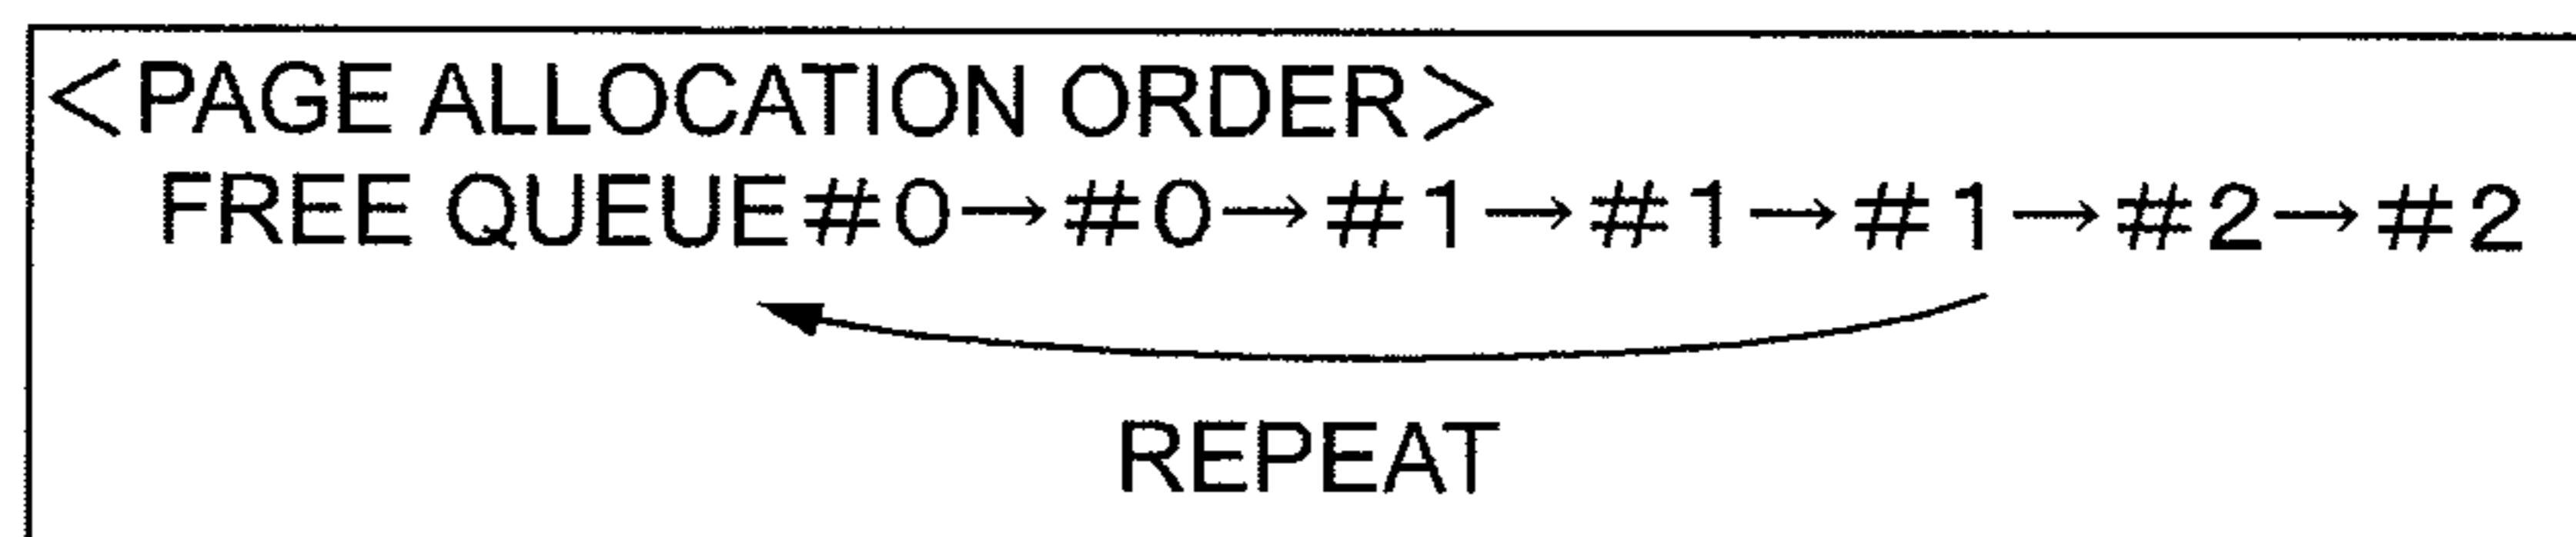 <PAGE ALLOCATION ORDER>
FREE QUEUE#0→#0→#1→#1→#1→#2→#2
REPEAT